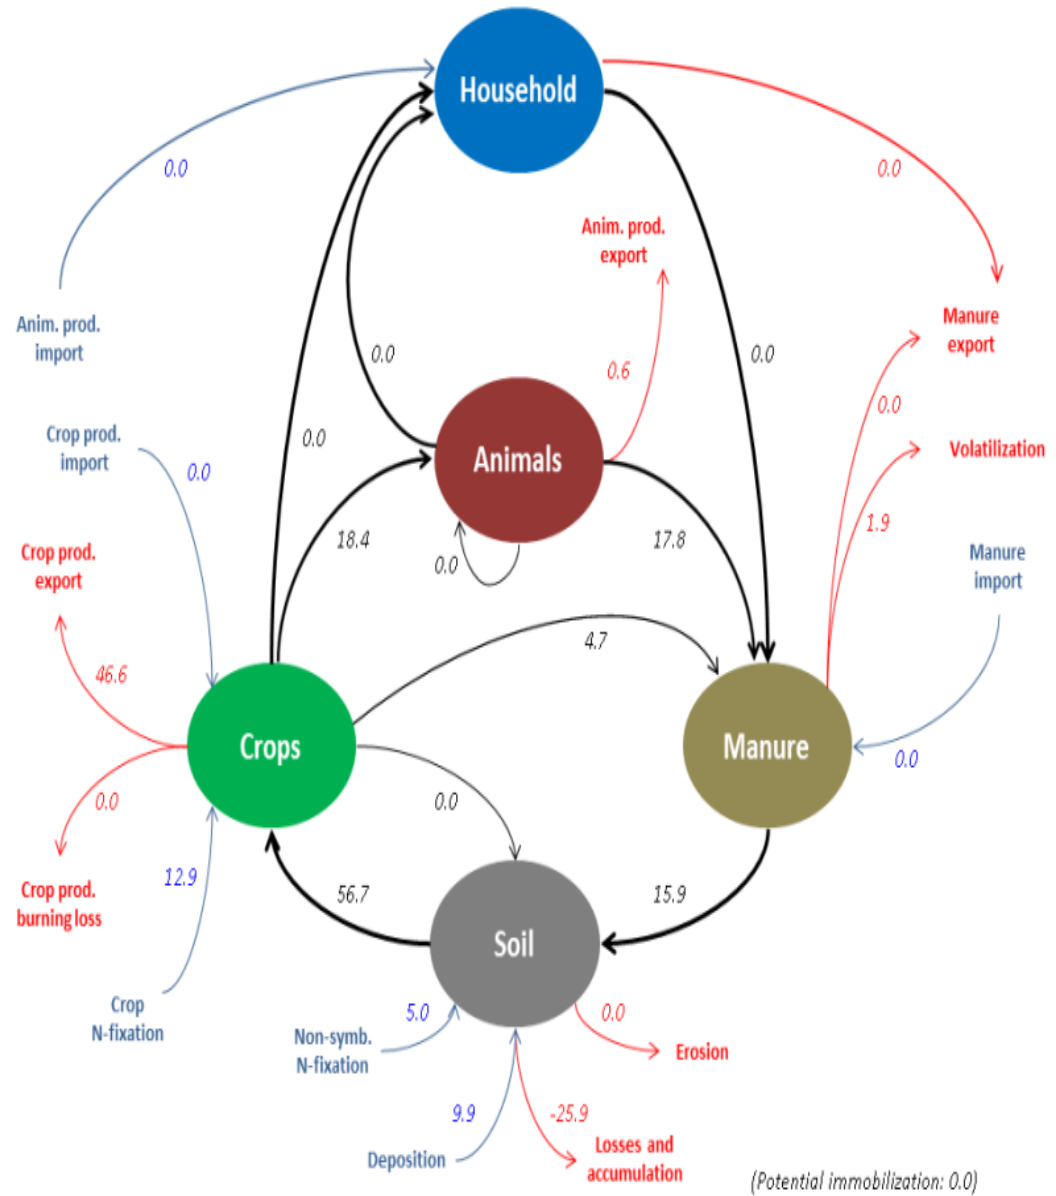 Household
0.0
0.0
Anim. prod.
export
Anim. prod.
import
Manure
export
0.0
0.0
0.6
0.0
Crop prod.
import
0.0
0.0
Animals
Volatilization
18.4
17.8
1.9
0.0
Crop prod.
export
Manure
import
4.7
46.6
Crops
Manure
0.0
0.0
0.0
12.9
Crop prod.
burning loss
56.7
15.9
Soil
Crop
N-fixation
5.0
0.0
Non-symb.
N-fixation
Erosion
9.9
-25.9
Deposition
Losses and
accumulation
(Potential immobilization: 0.0)